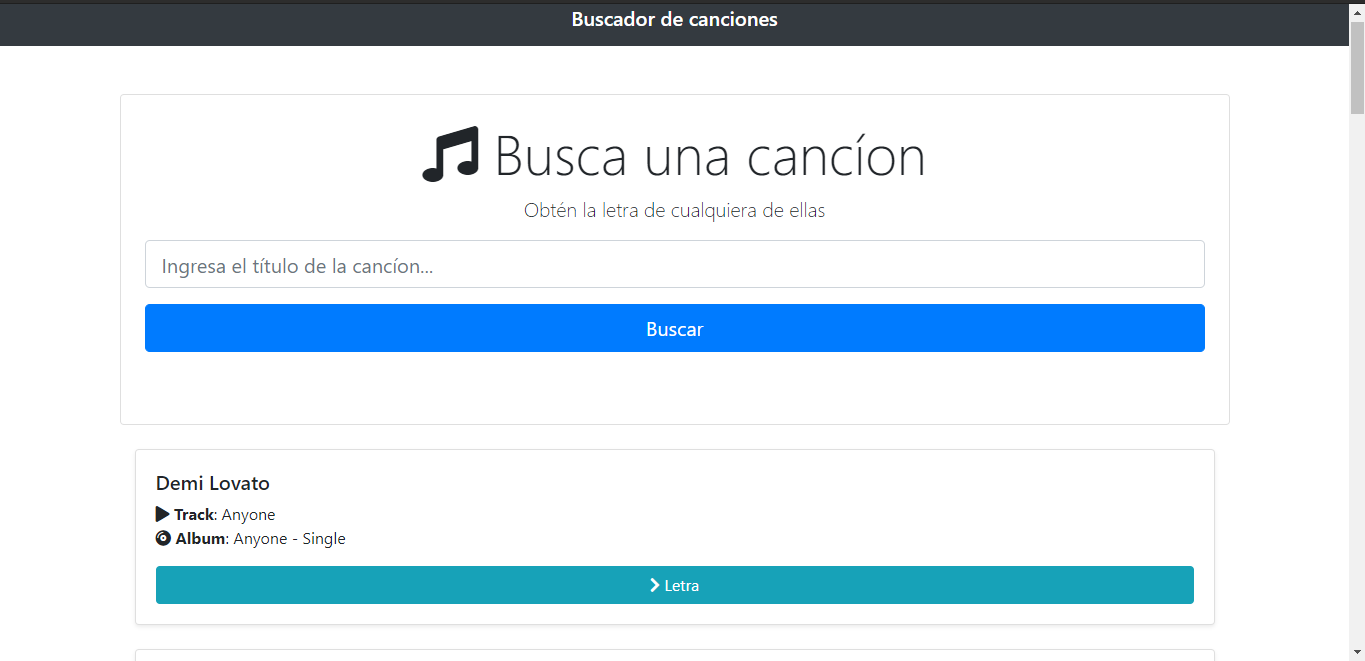 Buscador de canciones
Busca una cancíon
Obtén la letra de cualquiera de ellas
Ingresa el título de la cancíon...
Buscar
Demi Lovato
Track: Anyone
Album: Anyone - Single
Letra